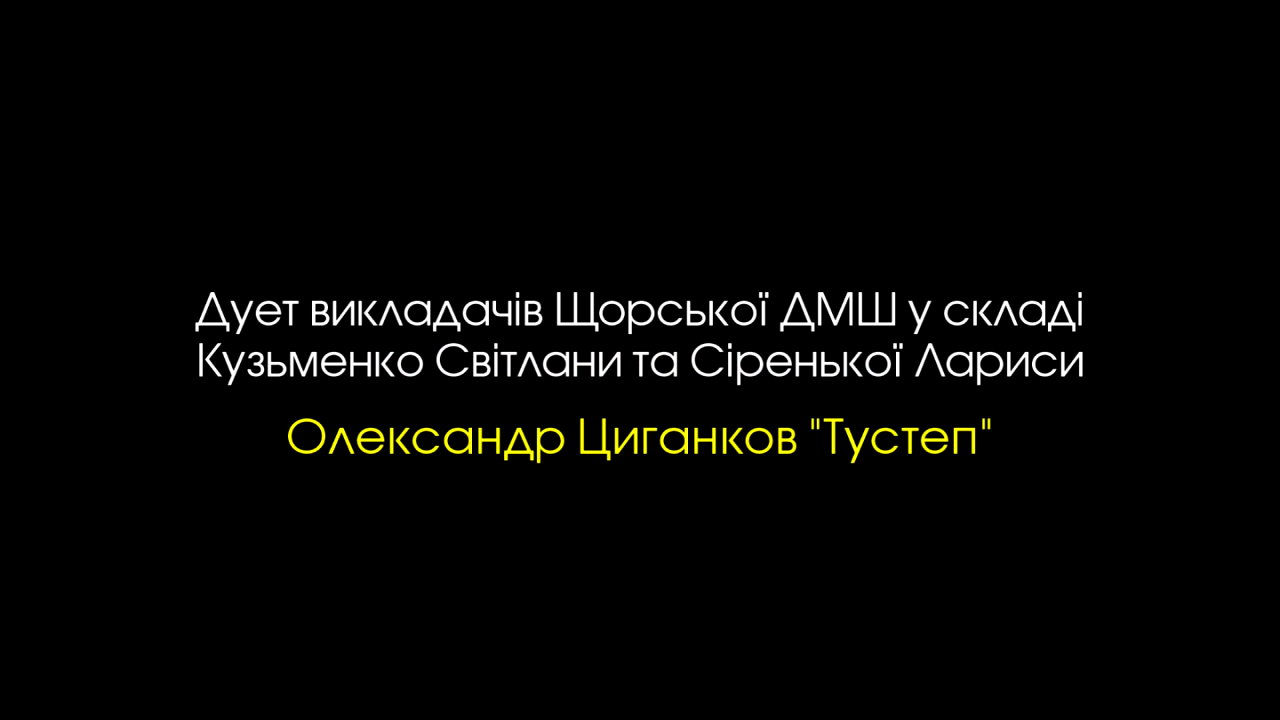 Дует викладачів Щорської ДМШ у складі
Кузьменко Світлани та Сіренької Лариси
Олександр Циганков "Тустеп"